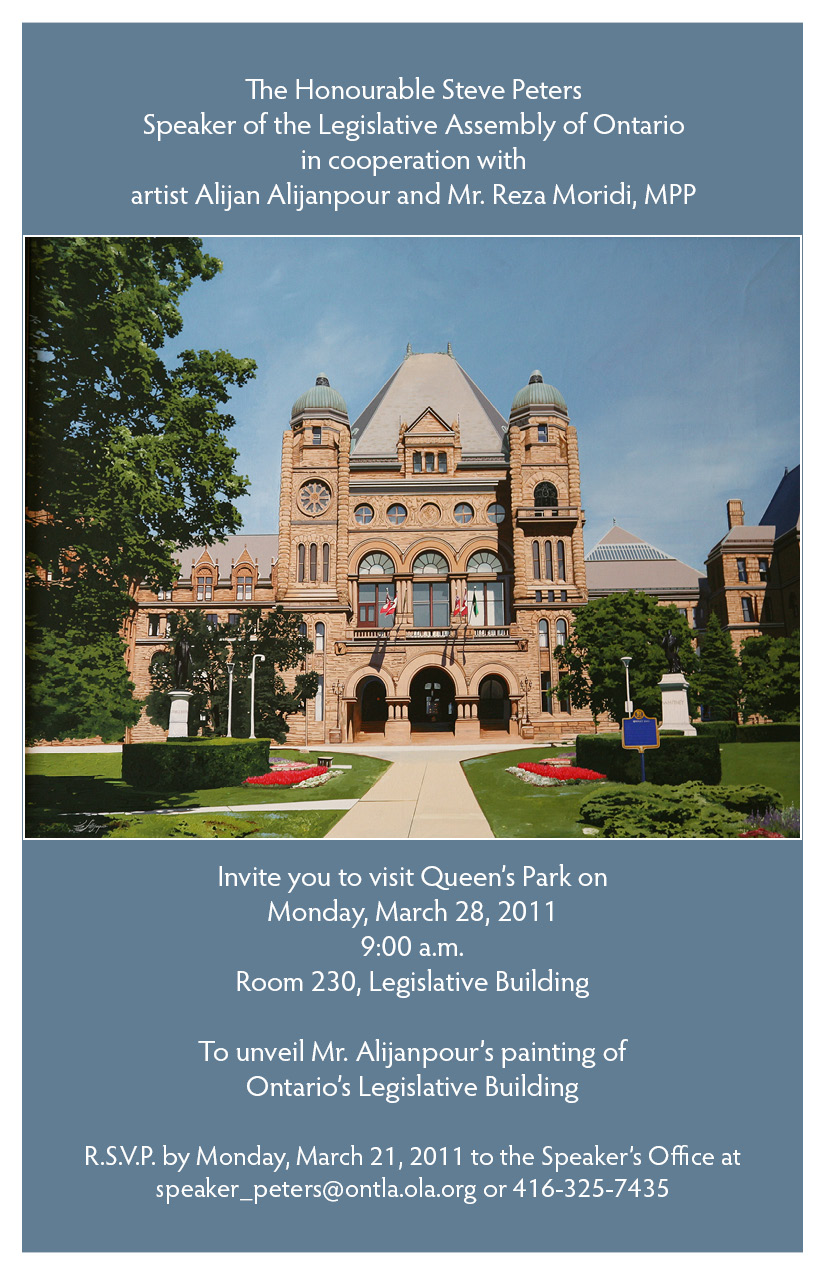 The Honourable Steve Peters
Speaker of the Legislative Assembly of Ontario
in cooperation with
artist Alijan Alijanpour and Mr. Reza Moridi, MPP
Invite you to visit Queen's Park on
Monday, March 28, 2011
9:00 a.m.
Room 230, Legislative Building
To unveil Mr. Alijanpour's painting of
Ontario's Legislative Building
R.S.V.P. by Monday, March 21, 2011 to the Speaker's Office at
speaker_peters@ontla.ola.org or 416-325-7435